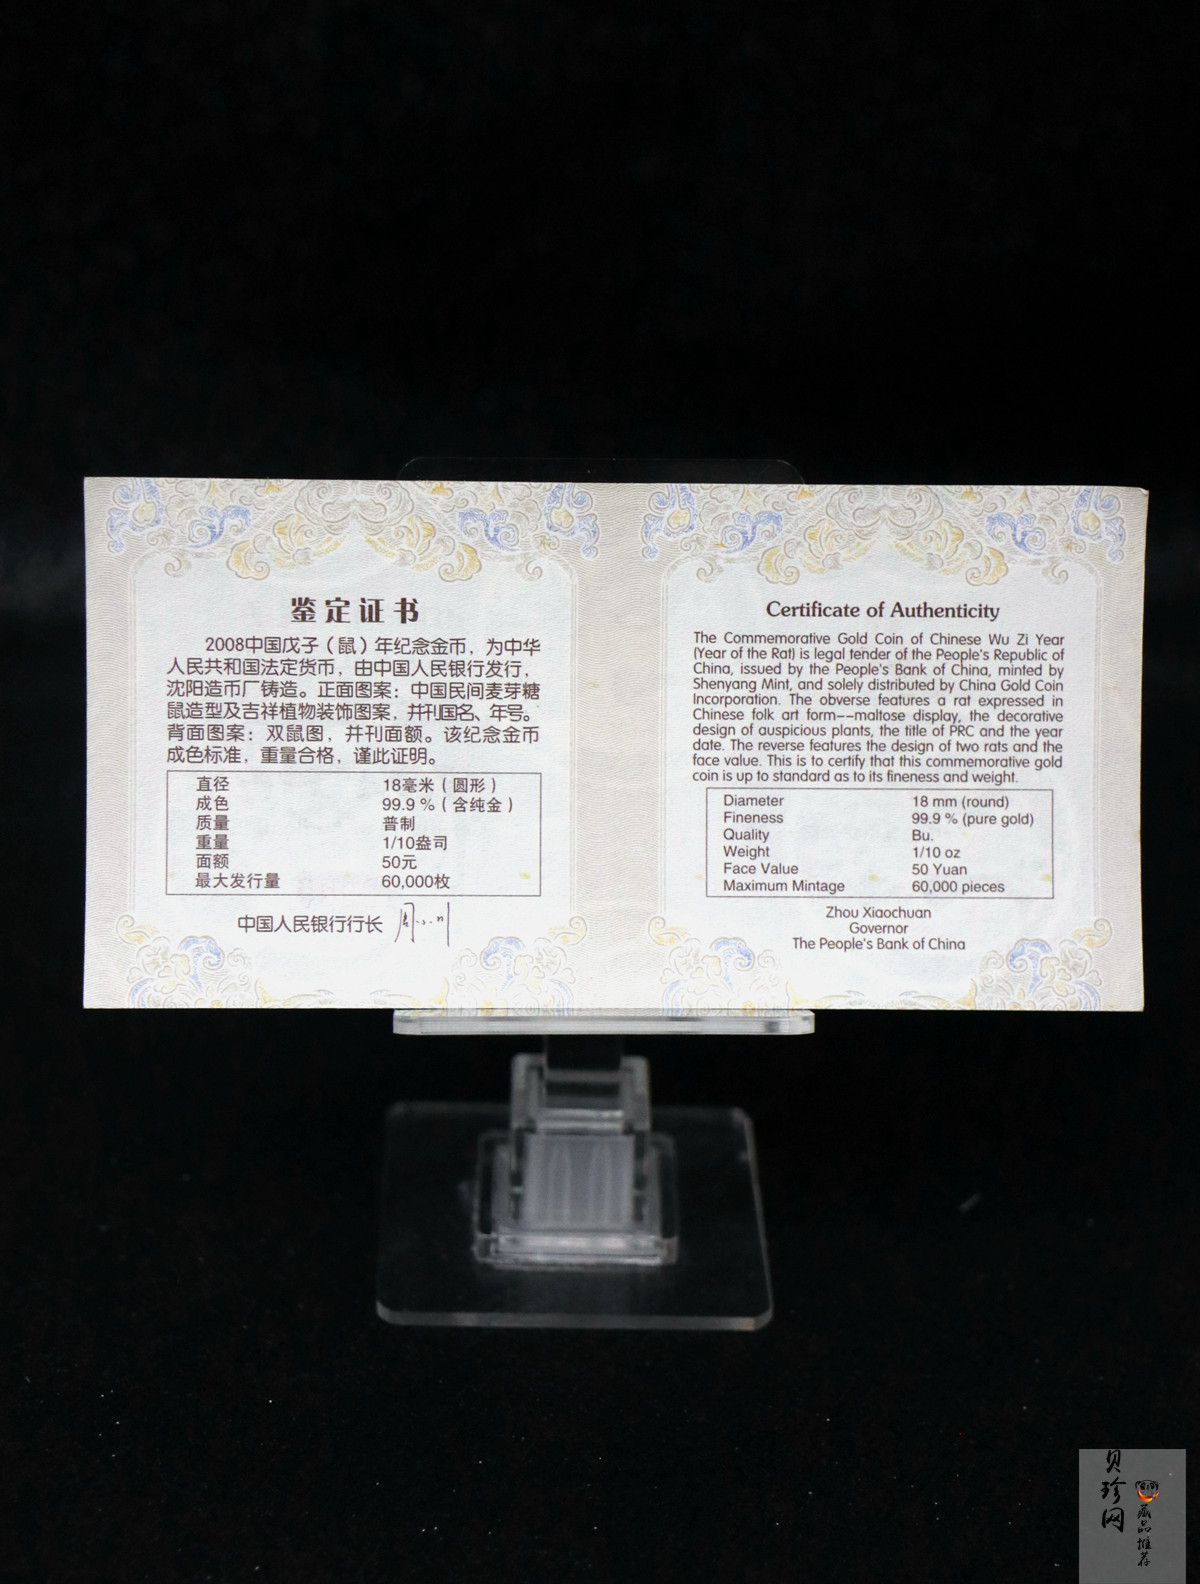 鉴定证书
2008中国戊子（鼠）年纪念金币，为中华
人民共和国法定货币，由中国人民银行发行，
沈阳造币厂铸造。正面图案：中国民间麦芽糖
鼠造型及吉祥植物装饰图案，并刊国名、年号。
背面图案：双鼠图，并刊面额。该纪念金币
成色标准，重量合格，谨此证明。
直径 18毫米（圆形）
成色 99.9 %（含纯金）
质量 普制
重量 1/10盎司
面额 50元
最大发行量 60,000枚
中国人民银行行长 周小川
Certificate of Authenticity
The Commemorative Gold Coin of Chinese Wu Zi Year
(Year of the Rat) is legal tender of the People's Republic of
China, issued by the People's Bank of China, minted by
Shenyang Mint, and solely distributed by China Gold Coin
Incorporation. The obverse features a rat expressed in
Chinese folk art form--maltose display, the decorative
design of auspicious plants, the title of PRC and the year
date. The reverse features the design of two rats and the
face value. This is to certify that this commemorative gold
coin is up to standard as to its fineness and weight.
Diameter 18 mm (round)
Fineness 99.9 % (pure gold)
Quality Bu.
Weight 1/10 oz
Face Value 50 Yuan
Maximum Mintage 60,000 pieces
Zhou Xiaochuan
Governor
The People's Bank of China
贝珍网
藏品推荐